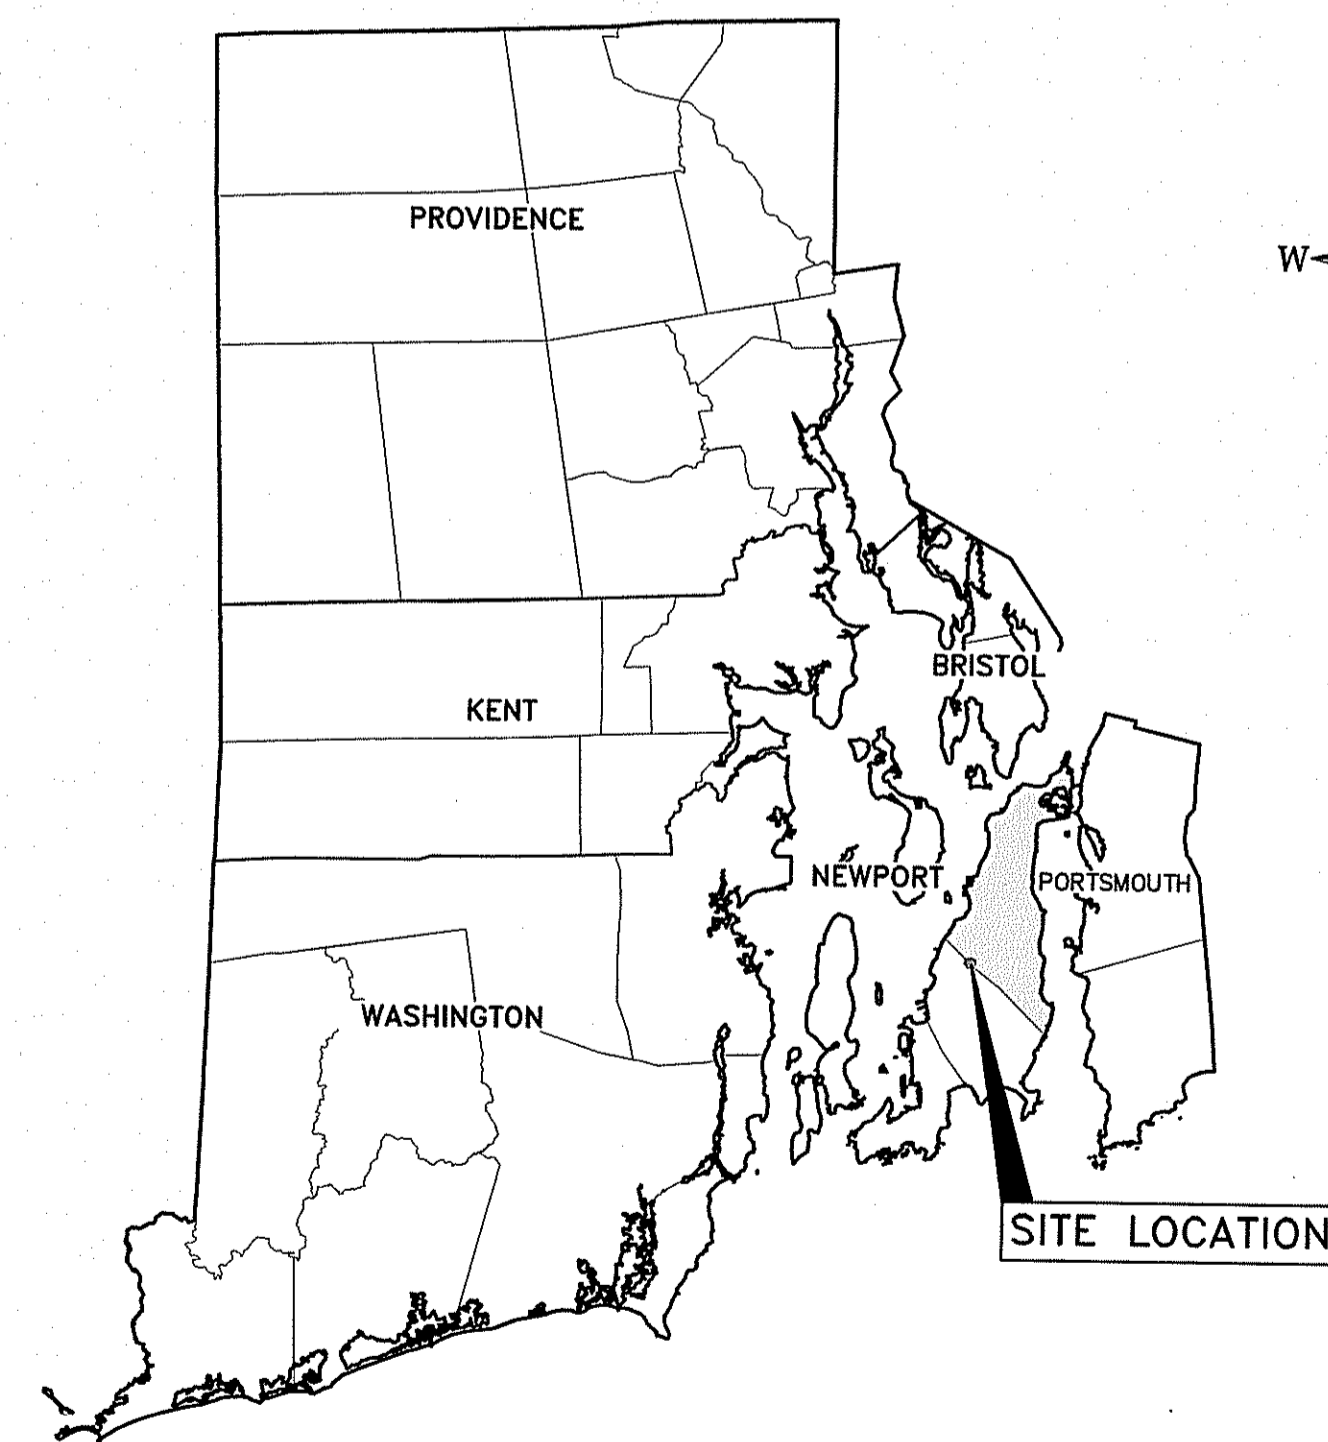 PROVIDENCE
W
BRISTOL
KENT
NEWPORT
PORTSMOUTH
WASHINGTON
SITE LOCATION